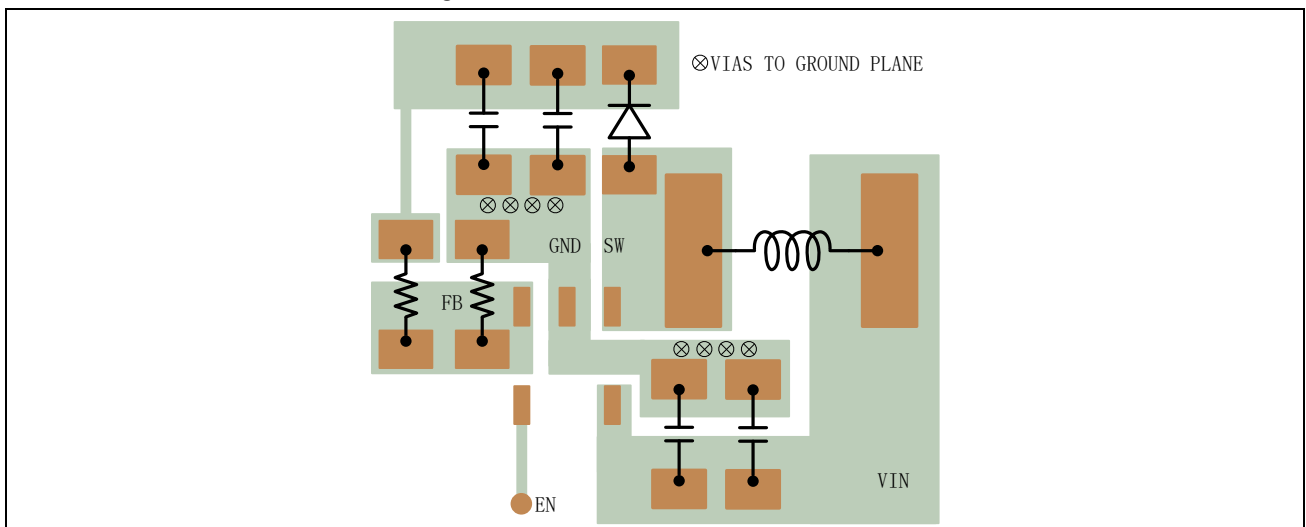 VIAS TO GROUND PLANE
GND SW
FB
VIN
EN